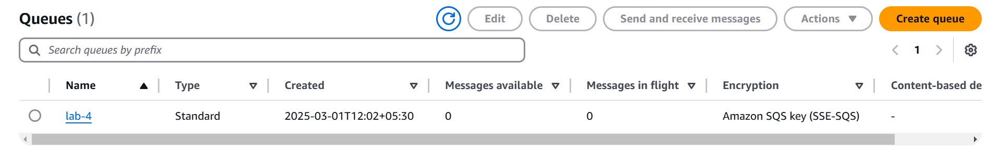 Queues (1)
Edit
Delete
Send and receive messages
Actions
Create queue
Search queues by prefix
1
Name Type Created Messages available Messages in flight Encryption Content-based de
lab-4 Standard 2025-03-01T12:02+05:30 0 0 Amazon SQS key (SSE-SQS) -